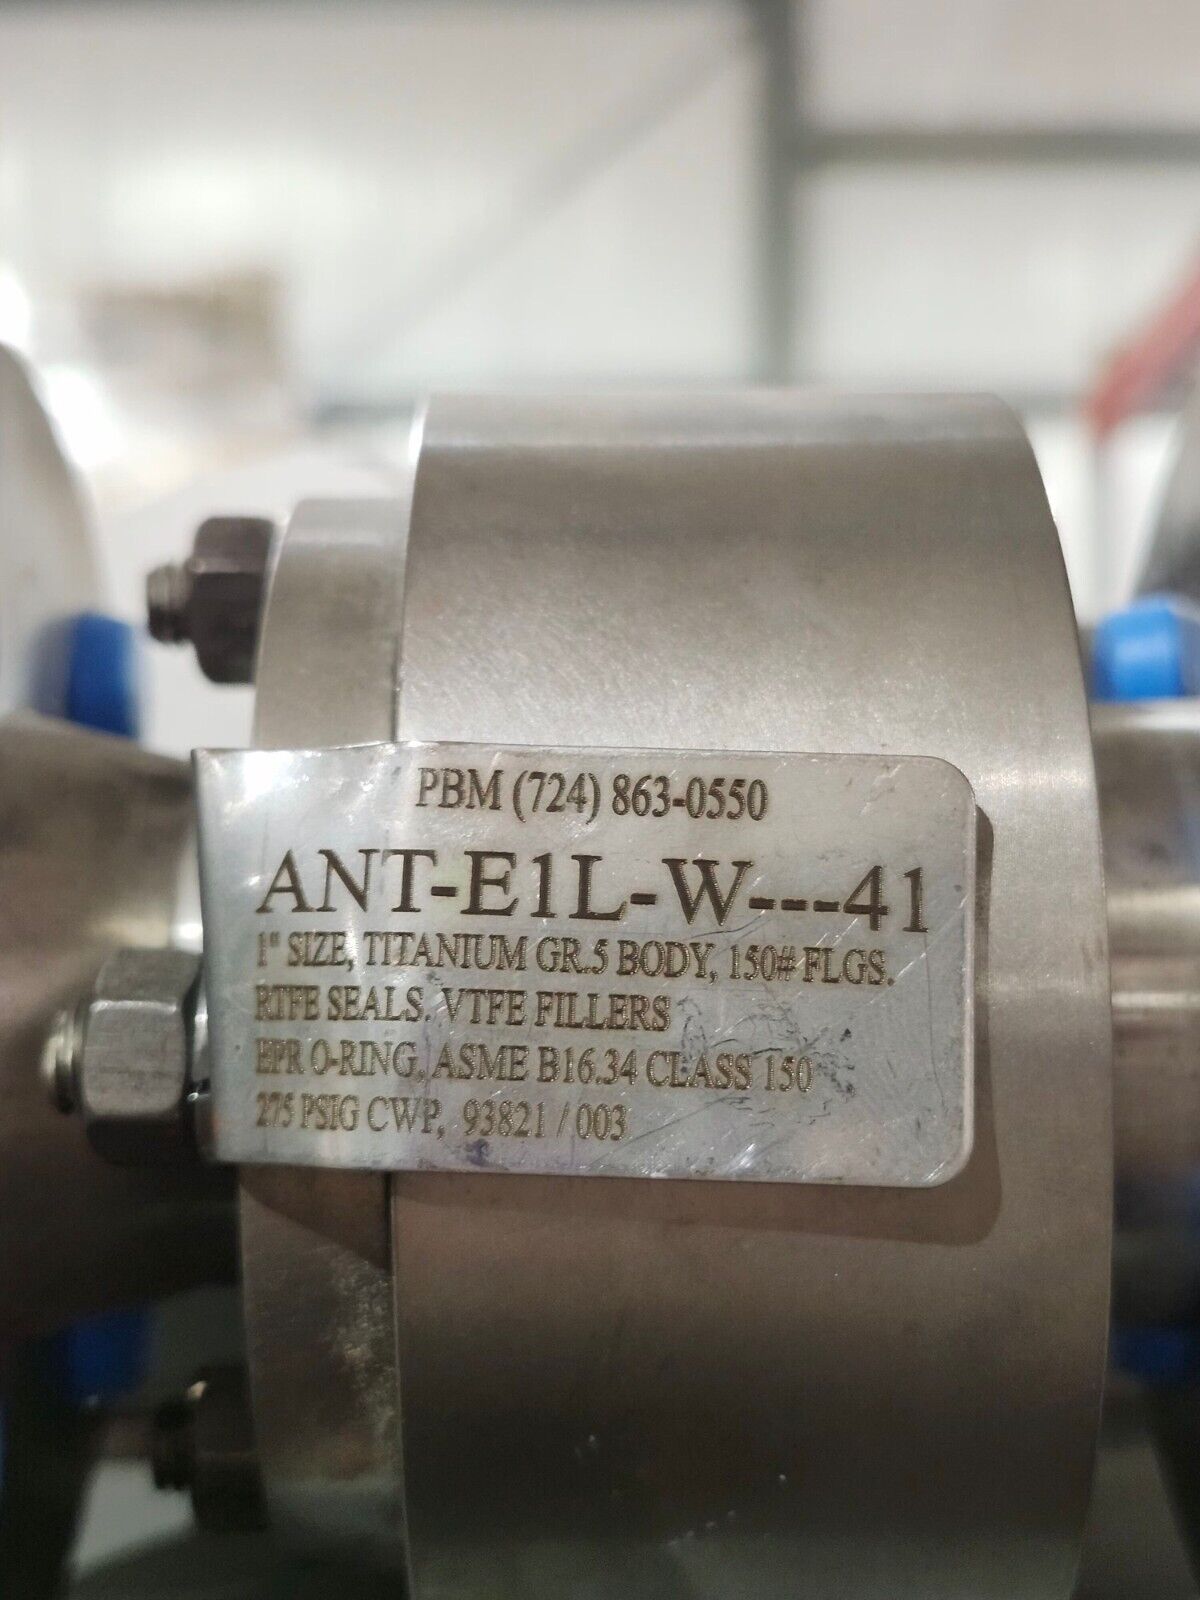 PBM (724) 863-0550
ANT-E1L-W---41
1" SIZE, TITANIUM GR.5 BODY, 150# FLGS.
RTFE SEALS. VTFE FILLERS
EPR O-RING, ASME B16.34 CLASS 150
275 PSIG CWP, 93821 / 003